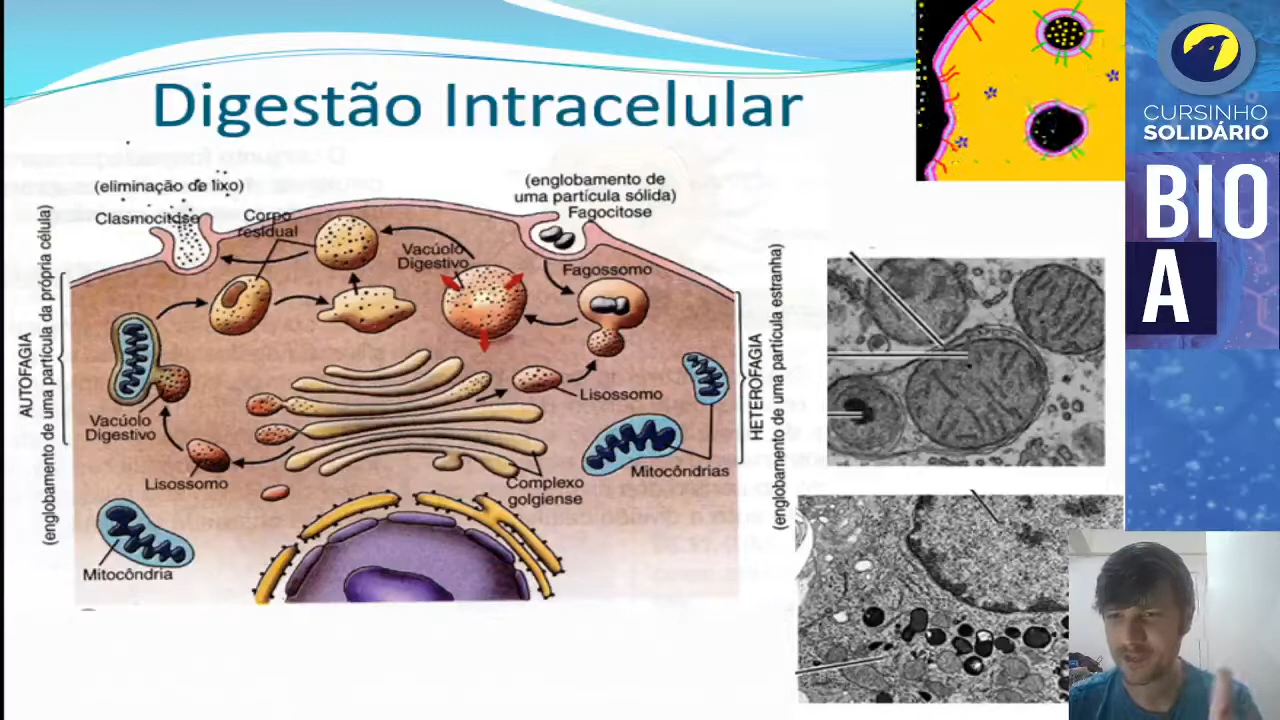 Digestão Intracelular
CURSINHO
SOLIDÁRIO
BIO
A
(eliminação de lixo)
Clasmocitose
Corpo
residual
(englobamento de
uma partícula sólida)
Fagocitose
Vacúolo
Digestivo
Fagossomo
AUTOFAGIA
(englobamento de uma partícula da própria célula)
HETEROFAGIA
(englobamento de uma partícula estranha)
Lisossomo
Vacúolo
Digestivo
Mitocôndrias
Lisossomo
Complexo
golgiense
Mitocôndria